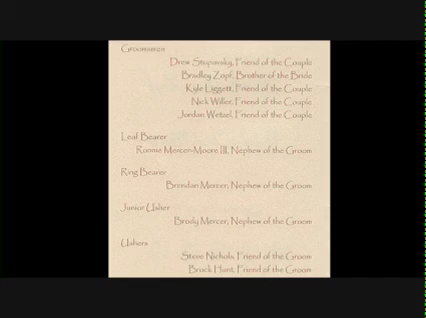 Groomsmen
Drew Stupavsky, Friend of the Couple
Bradley Zopf, Brother of the Bride
Kyle Liggett, Friend of the Couple
Nick Willer, Friend of the Couple
Jordan Wetzel, Friend of the Couple
Leaf Bearer
Ronnie Mercer-Moore III, Nephew of the Groom
Ring Bearer
Brendan Mercer, Nephew of the Groom
Junior Usher
Brody Mercer, Nephew of the Groom
Ushers
Steve Nichols, Friend of the Groom
Brock Hunt, Friend of the Groom